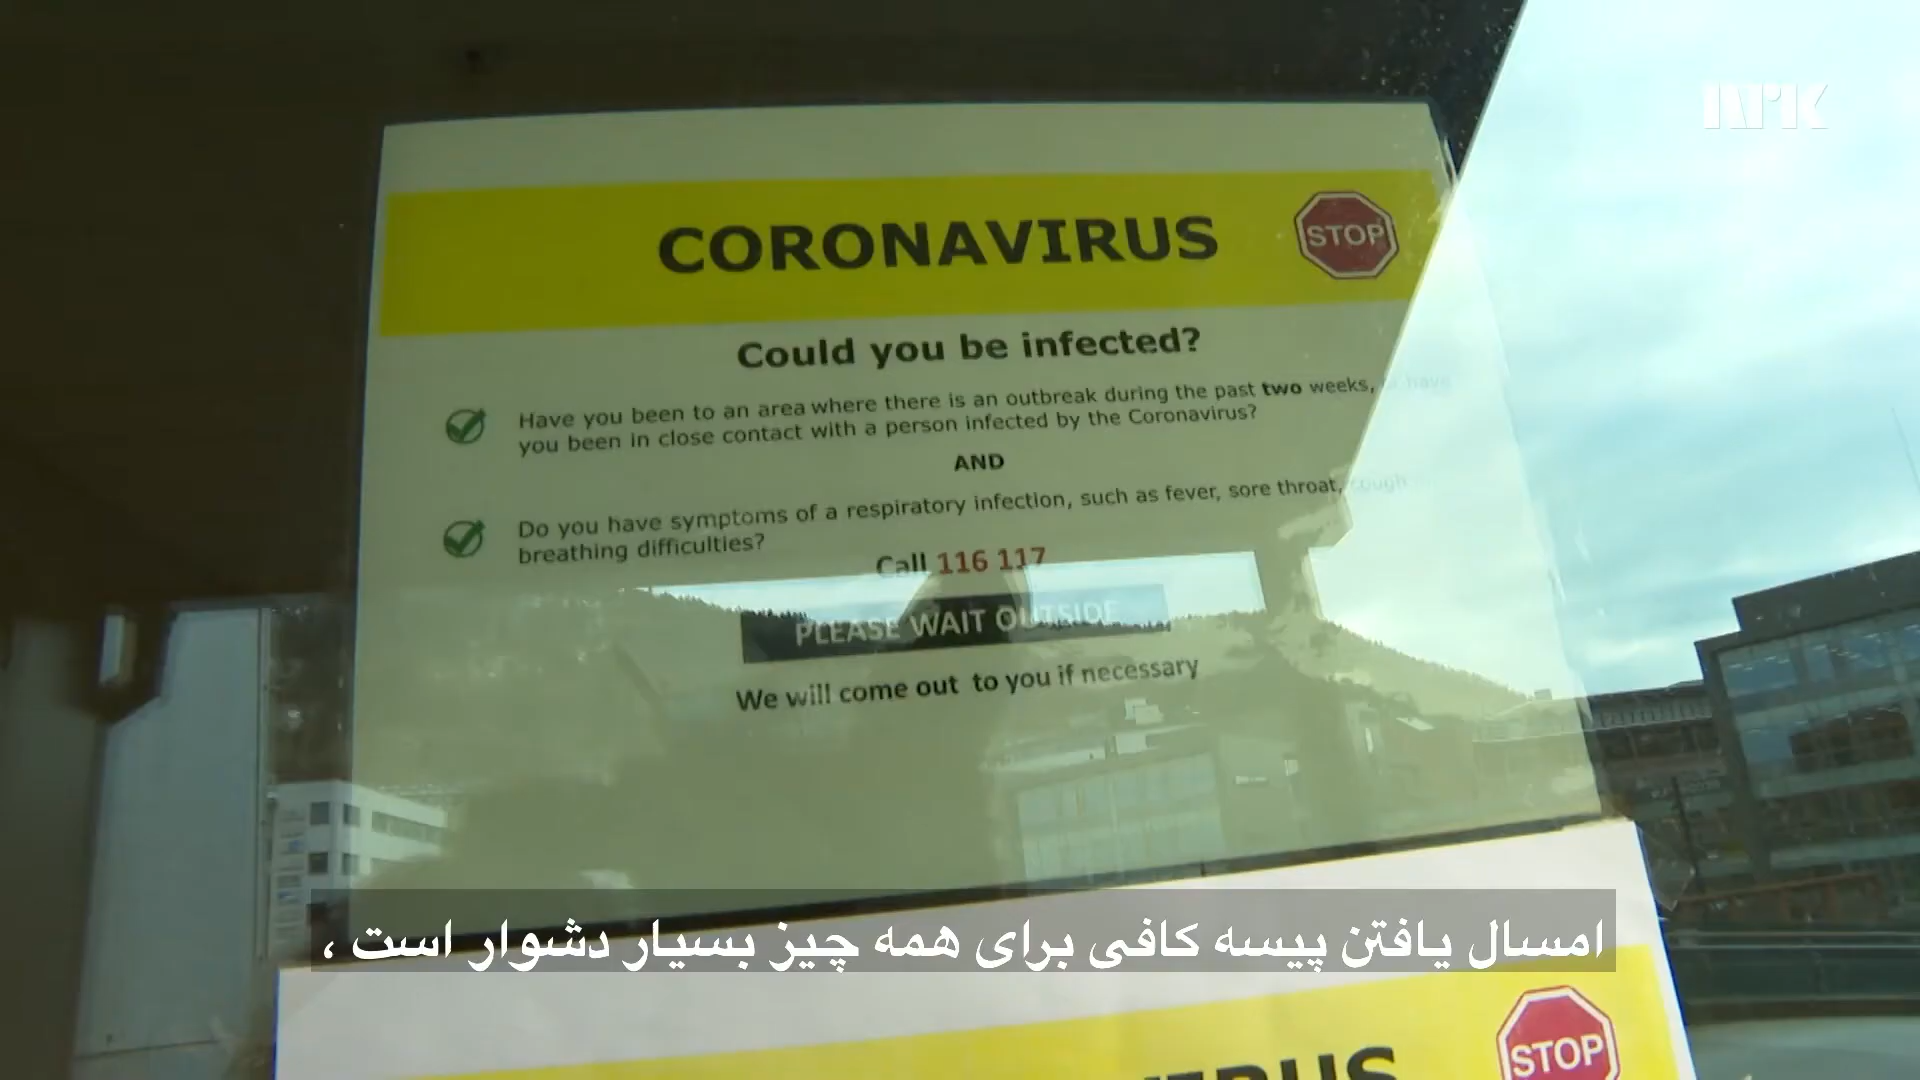 NRK
CORONAVIRUS
STOP
Could you be infected?
Have you been to an area where there is an outbreak during the past two weeks, or have
you been in close contact with a person infected by the Coronavirus?
AND
Do you have symptoms of a respiratory infection, such as fever, sore throat, cough
breathing difficulties?
Call 116 117
PLEASE WAIT OUTSIDE
We will come out to you if necessary
امسال یافتن پیسه کافی برای همه چیز بسیار دشوار است ،
STOP